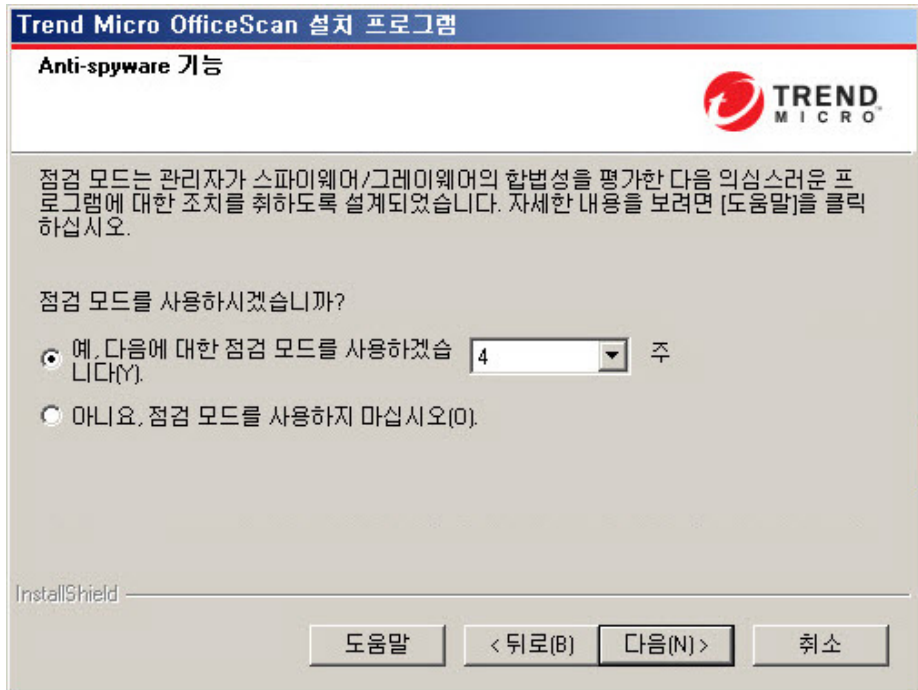 Trend Micro OfficeScan 설치 프로그램
Anti-spyware 기능
TREND
MICRO
점검 모드는 관리자가 스파이웨어/그레이웨어의 합법성을 평가한 다음 의심스러운 프
로그램에 대한 조치를 취하도록 설계되었습니다. 자세한 내용을 보려면 [도움말]을 클릭
하십시오.
점검 모드를 사용하시겠습니까?
예, 다음에 대한 점검 모드를 사용하겠습 4 주
니다(Y).
아니요, 점검 모드를 사용하지 마십시오(O).
InstallShield
도움말 < 뒤로(B) 다음(N) > 취소